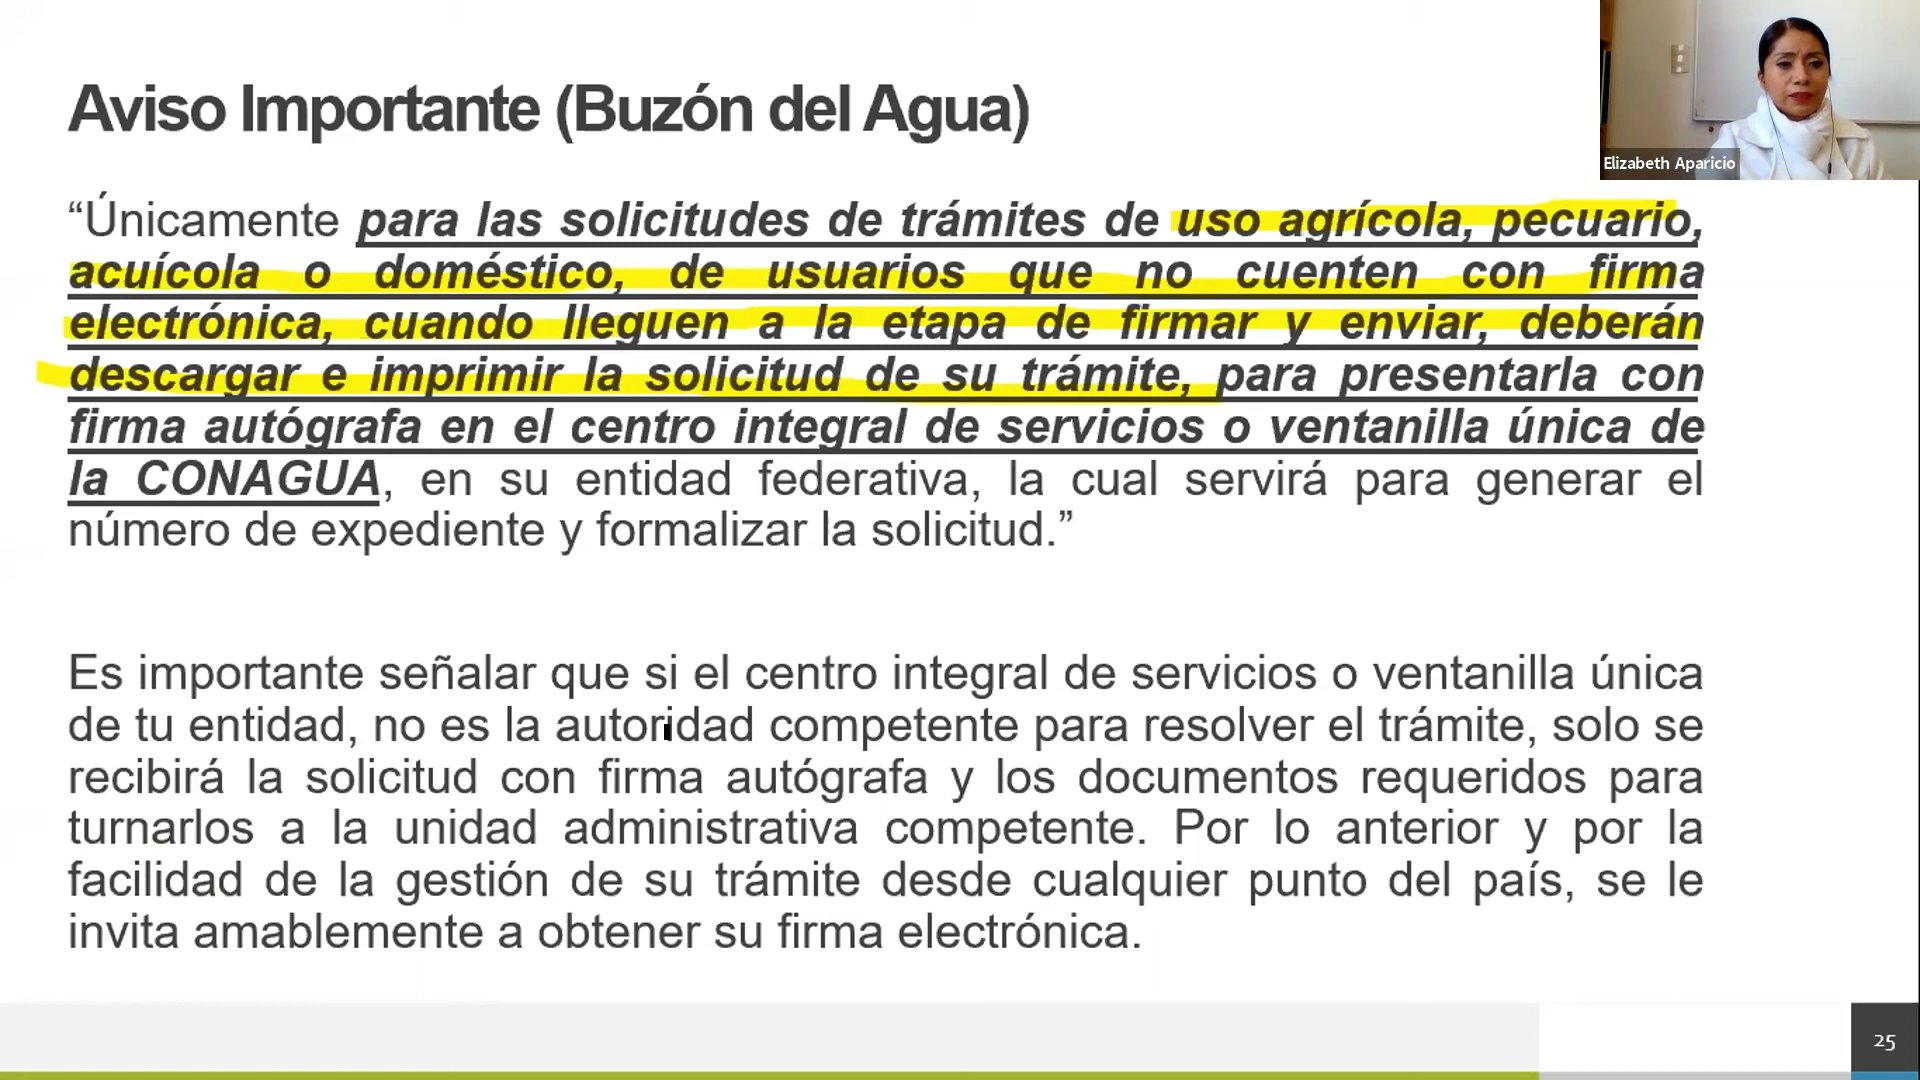 Aviso Importante (Buzón del Agua)
Elizabeth Aparicio
“Únicamente para las solicitudes de trámites de uso agrícola, pecuario,
acuícola o doméstico, de usuarios que no cuenten con firma
electrónica, cuando lleguen a la etapa de firmar y enviar, deberán
descargar e imprimir la solicitud de su trámite, para presentarla con
firma autógrafa en el centro integral de servicios o ventanilla única de
la CONAGUA, en su entidad federativa, la cual servirá para generar el
número de expediente y formalizar la solicitud.”
Es importante señalar que si el centro integral de servicios o ventanilla única
de tu entidad, no es la autoridad competente para resolver el trámite, solo se
recibirá la solicitud con firma autógrafa y los documentos requeridos para
turnarlos a la unidad administrativa competente. Por lo anterior y por la
facilidad de la gestión de su trámite desde cualquier punto del país, se le
invita amablemente a obtener su firma electrónica.
25